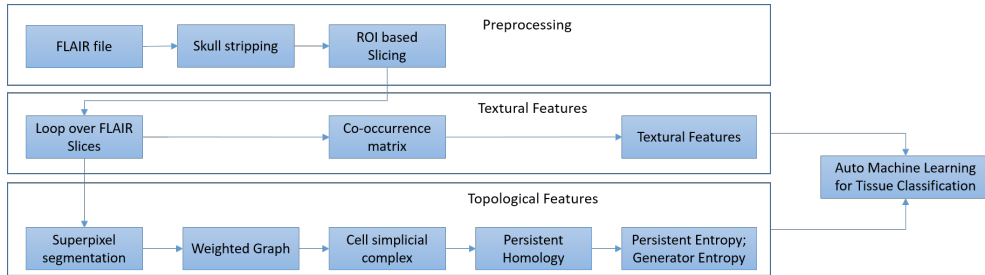 Preprocessing
FLAIR file
Skull stripping
ROI based
Slicing
Textural Features
Loop over FLAIR
Slices
Co-occurrence
matrix
Textural Features
Auto Machine Learning
for Tissue Classification
Topological Features
Superpixel
segmentation
Weighted Graph
Cell simplicial
complex
Persistent
Homology
Persistent Entropy;
Generator Entropy